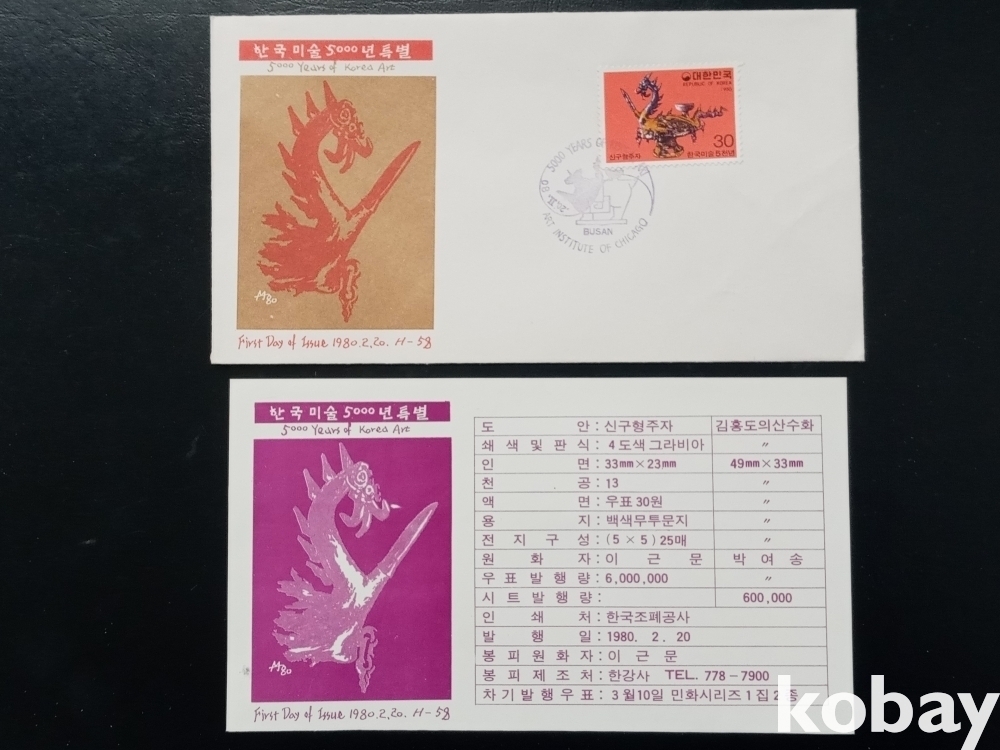 한국미술5000년특별
5000 Years of Korea Art
M80
First Day of Issue 1980.2.20. H-58
대한민국
REPUBLIC OF KOREA
1980
30
신구형주자 한국미술5천년
5000 YEARS OF
ART INSTITUTE OF CHICAGO
BUSAN
한국미술5000년특별
5000 Years of Korea Art
M80
First Day of Issue 1980.2.20. H-58
도 안 : 신구형주자 김홍도의산수화
쇄색및판식 : 4도색그라비아 〃
인 면 : 33mm×23mm 49mm×33mm
천 공 : 13 〃
액 면 : 우표30원 〃
용 지 : 백색무투문지 〃
전지구성 : (5×5)25매 〃
원 화 자 : 이 근 문 박 여 송
우표발행량 : 6,000,000 〃
시트발행량 : 600,000
인 쇄 처 : 한국조폐공사
발 행 일 : 1980. 2. 20
봉피원화자 : 이 근 문
봉피제조처 : 한강사 TEL. 778-7900
차기발행우표 : 3월10일 민화시리즈1집2종
kobay